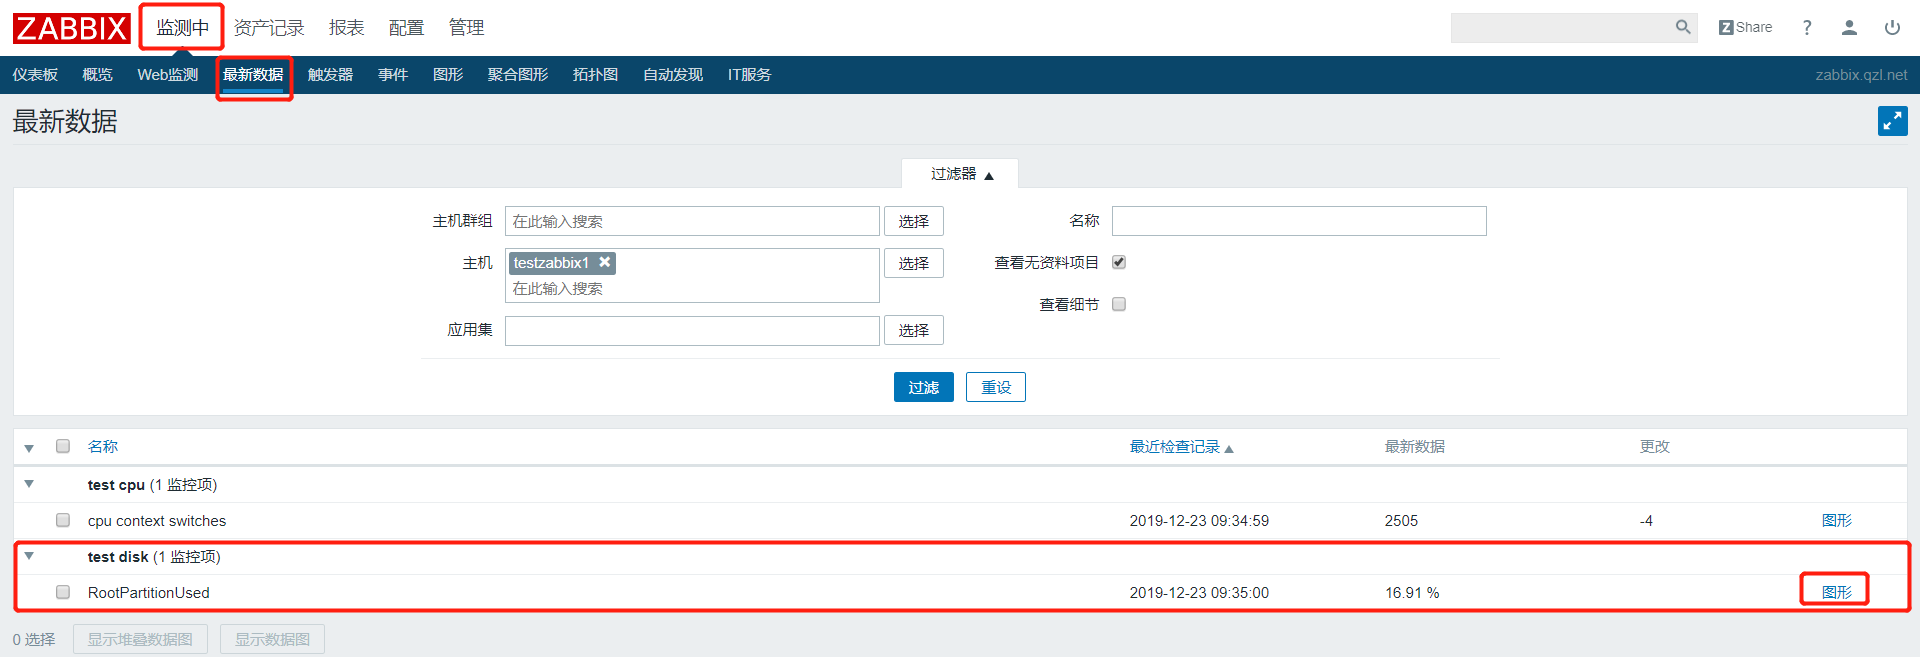 ZABBIX 监测中 资产记录 报表 配置 管理 Z Share ?
仪表板 概览 Web监测 最新数据 触发器 事件 图形 聚合图形 拓扑图 自动发现 IT服务 zabbix.qzl.net
最新数据
过滤器 ▲
主机群组 在此输入搜索 选择 名称
主机 testzabbix1 ✖ 选择 查看无资料项目
在此输入搜索
查看细节
应用集 选择
过滤 重设
▼ 名称 最近检查记录 ▲ 最新数据 更改
▼ test cpu (1 监控项)
cpu context switches 2019-12-23 09:34:59 2505 -4 图形
▼ test disk (1 监控项)
RootPartitionUsed 2019-12-23 09:35:00 16.91 % 图形
0 选择 显示堆叠数据图 显示数据图